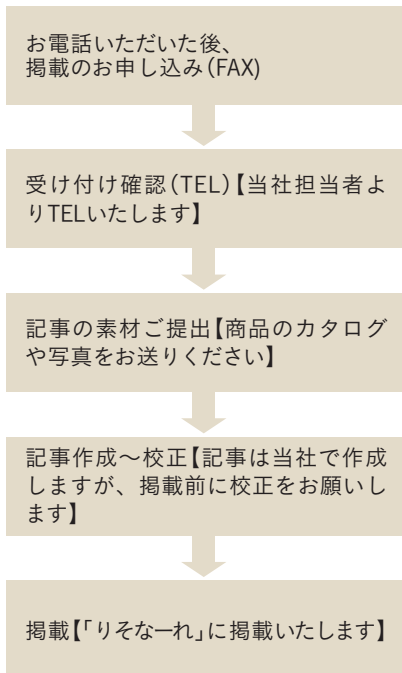 お電話いただいた後、
掲載のお申し込み(FAX)
受け付け確認(TEL)【当社担当者よ
りTELいたします】
記事の素材ご提出【商品のカタログ
や写真をお送りください】
記事作成〜校正【記事は当社で作成
しますが、掲載前に校正をお願いし
ます】
掲載【「りそなーれ」に掲載いたします】